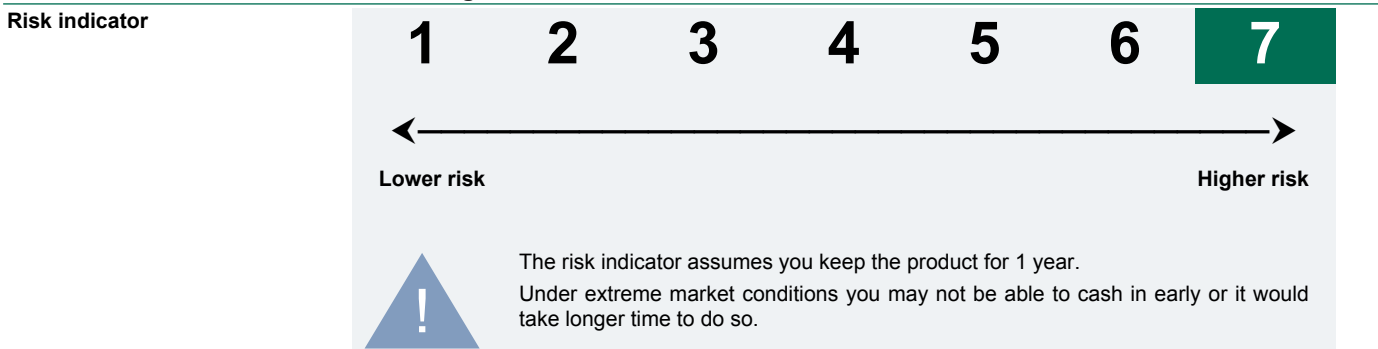 Risk indicator
1 2 3 4 5 6 7
Lower risk Higher risk
!
The risk indicator assumes you keep the product for 1 year.
Under extreme market conditions you may not be able to cash in early or it would
take longer time to do so.